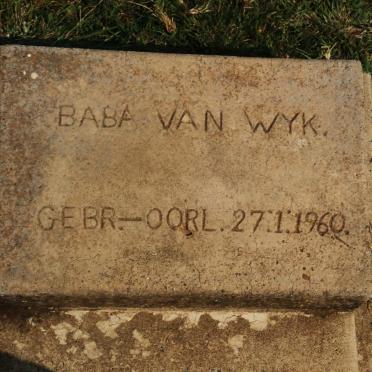 BABA VAN WYK.
GEBR.—OORL. 27.1.1960.